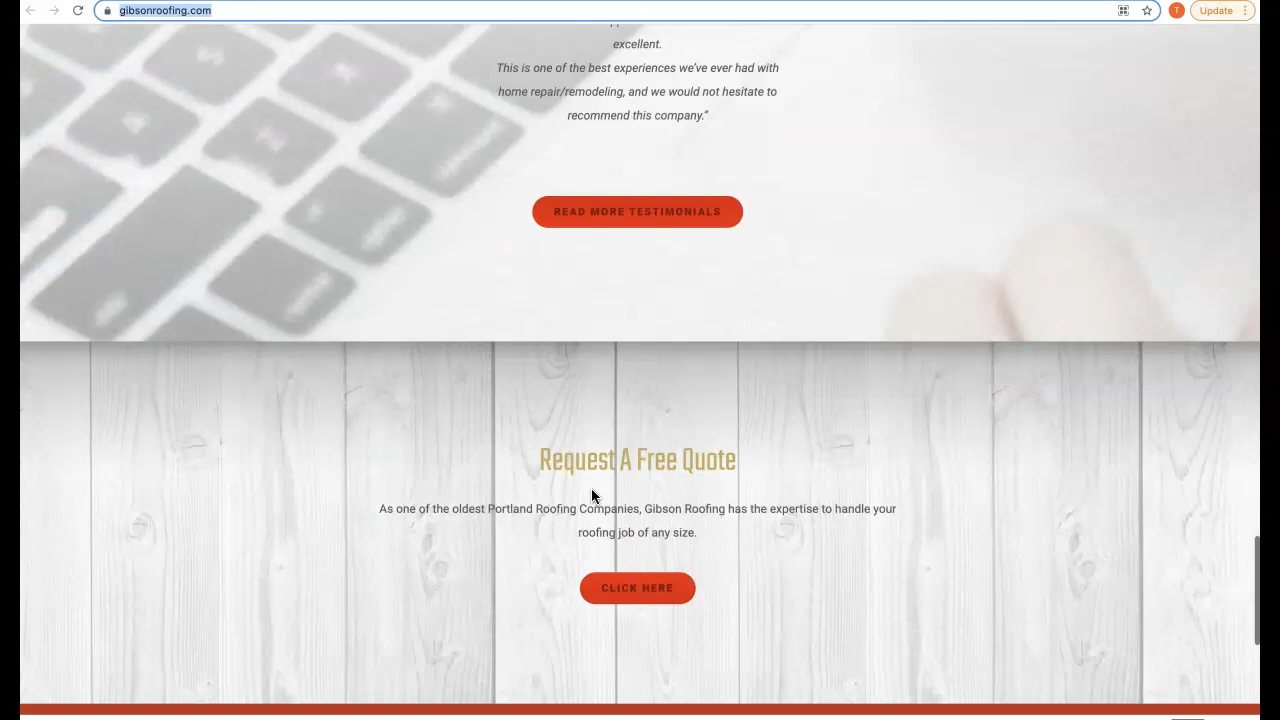 gibsonroofing.com
T
Update
excellent.
This is one of the best experiences we've ever had with
home repair/remodeling, and we would not hesitate to
recommend this company."
READ MORE TESTIMONIALS
Request A Free Quote
As one of the oldest Portland Roofing Companies, Gibson Roofing has the expertise to handle your
roofing job of any size.
CLICK HERE